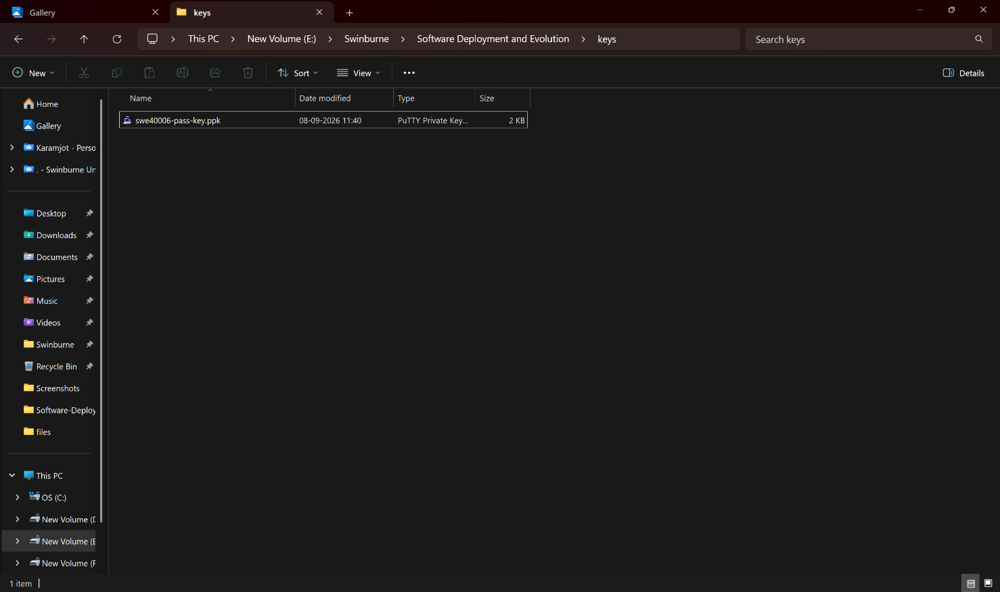 Gallery
keys
This PC
New Volume (E:)
Swinburne
Software Deployment and Evolution
keys
Search keys
New
Sort
View
Details
Name
Date modified
Type
Size
swe40006-pass-key.ppk
08-09-2026 11:40
PuTTY Private Key...
2 KB
Home
Gallery
Karamjot - Perso
. - Swinburne Un
Desktop
Downloads
Documents
Pictures
Music
Videos
Swinburne
Recycle Bin
Screenshots
Software-Deploy
files
This PC
OS (C:)
New Volume (D
New Volume (E
New Volume (F
1 item